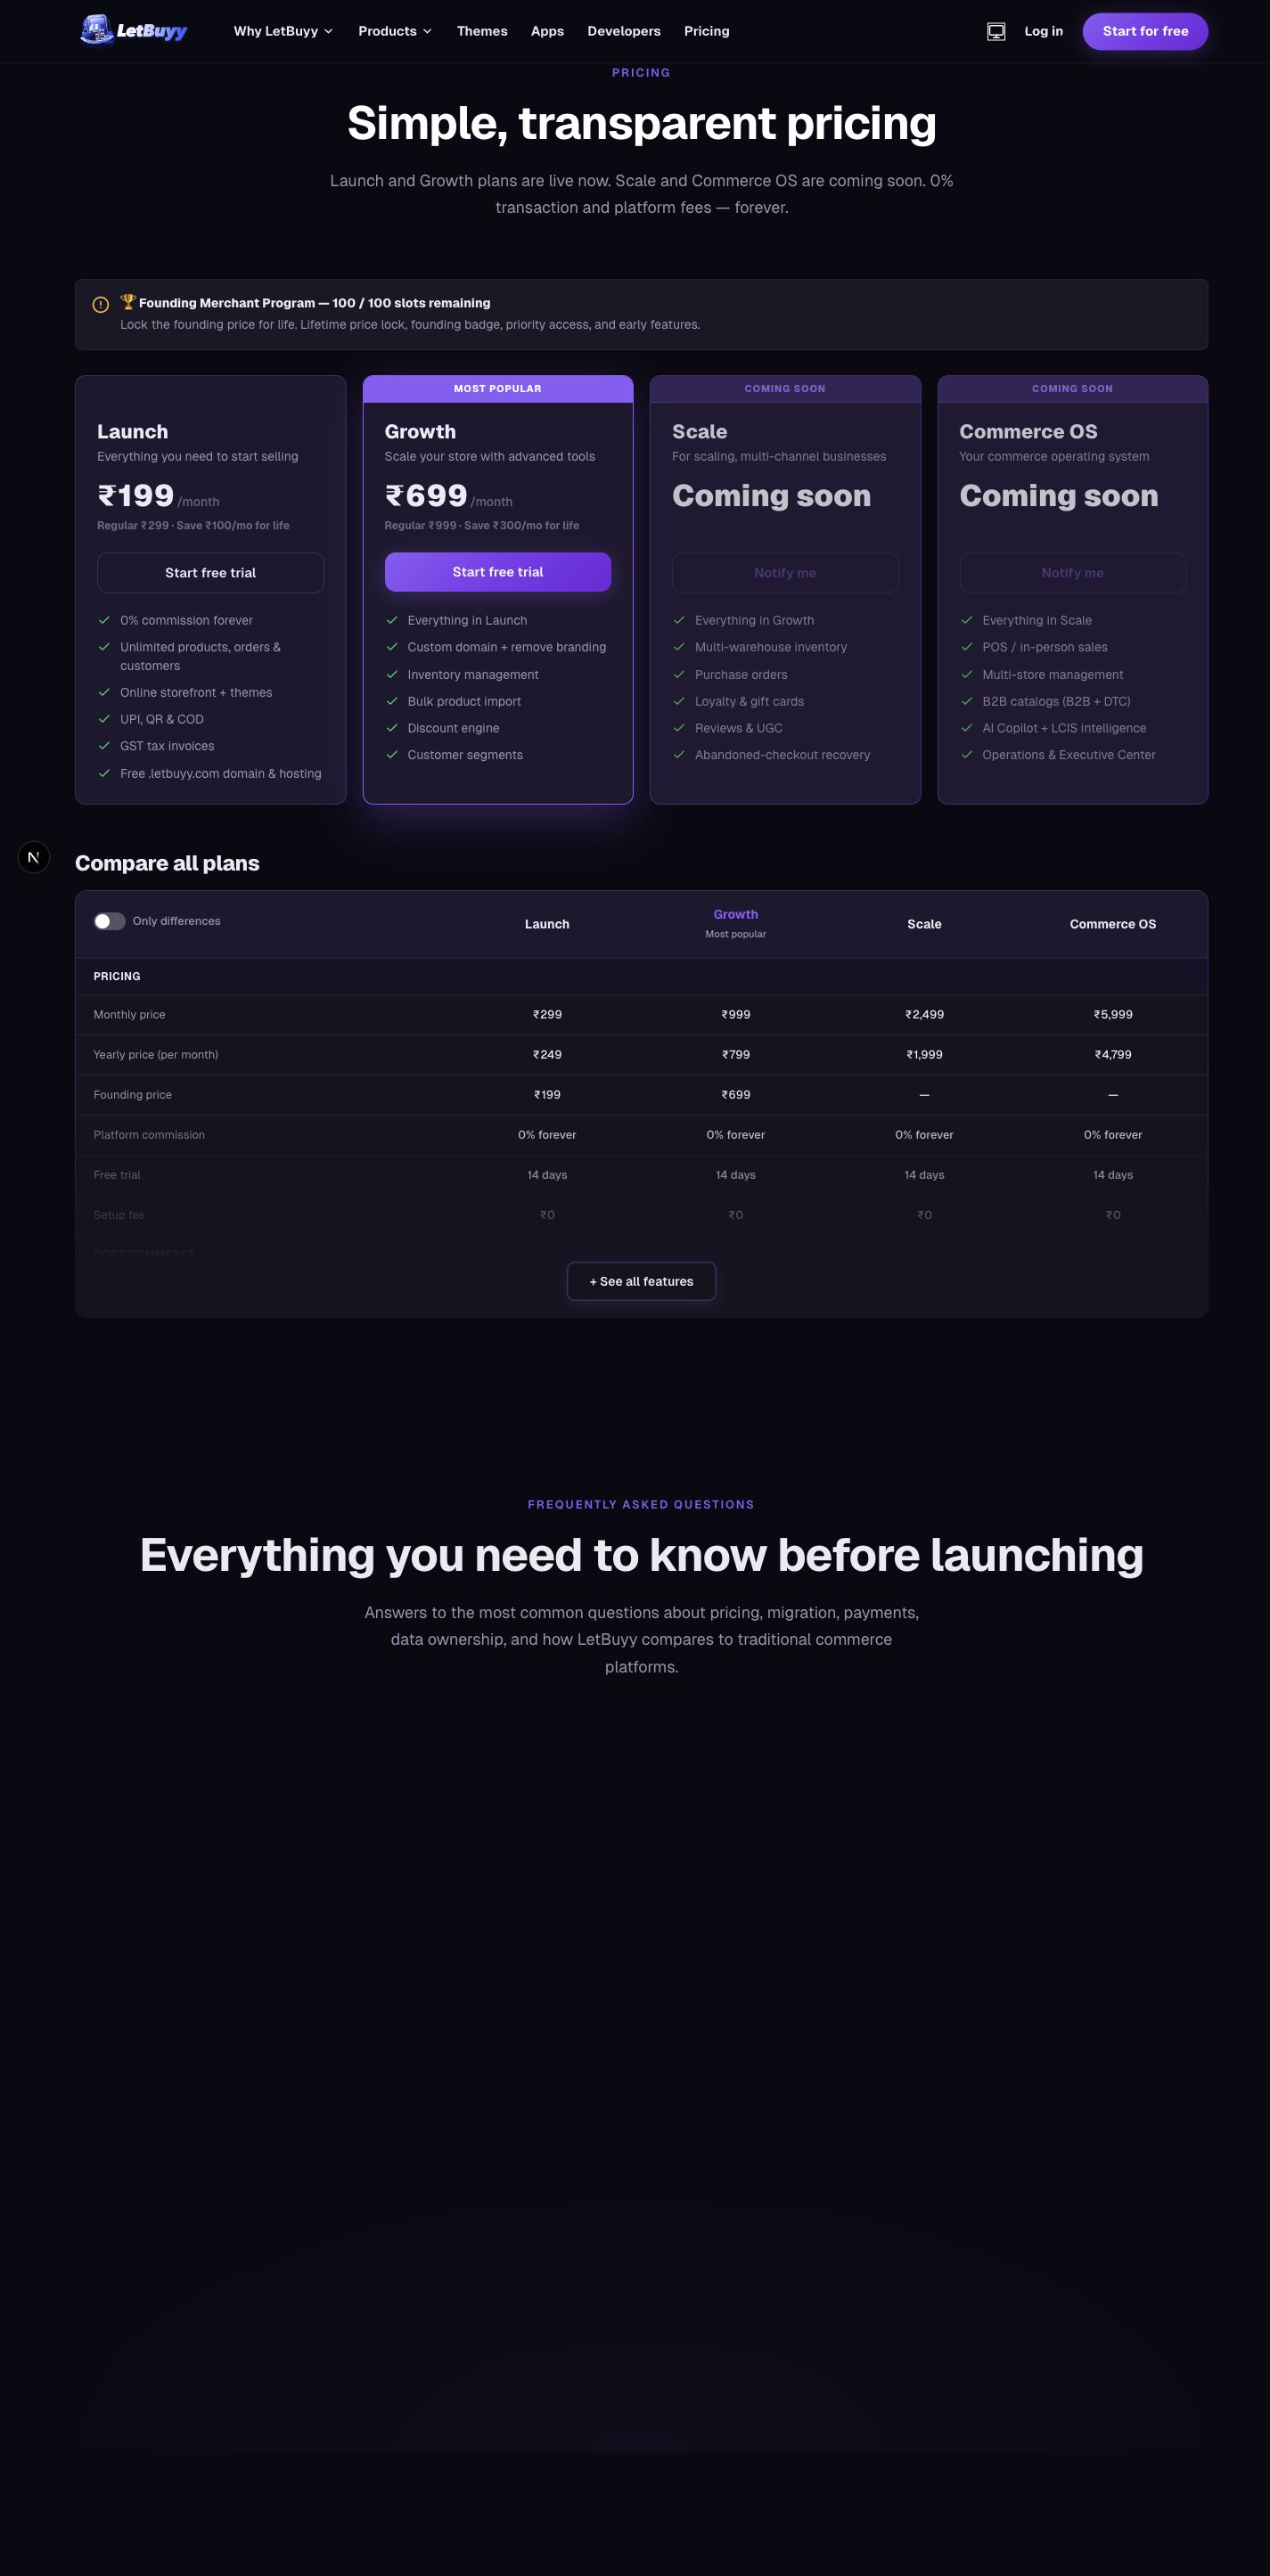 LetBuyy
Why LetBuyy
Products
Themes
Apps
Developers
Pricing
Log in
Start for free
PRICING
Simple, transparent pricing
Launch and Growth plans are live now. Scale and Commerce OS are coming soon. 0%
transaction and platform fees — forever.
🏆 Founding Merchant Program — 100 / 100 slots remaining
Lock the founding price for life. Lifetime price lock, founding badge, priority access, and early features.
Launch
Everything you need to start selling
₹199 /month
Regular ₹299 · Save ₹100/mo for life
Start free trial
0% commission forever
Unlimited products, orders &
customers
Online storefront + themes
UPI, QR & COD
GST tax invoices
Free .letbuyy.com domain & hosting
MOST POPULAR
Growth
Scale your store with advanced tools
₹699 /month
Regular ₹999 · Save ₹300/mo for life
Start free trial
Everything in Launch
Custom domain + remove branding
Inventory management
Bulk product import
Discount engine
Customer segments
COMING SOON
Scale
For scaling, multi-channel businesses
Coming soon
Notify me
Everything in Growth
Multi-warehouse inventory
Purchase orders
Loyalty & gift cards
Reviews & UGC
Abandoned-checkout recovery
COMING SOON
Commerce OS
Your commerce operating system
Coming soon
Notify me
Everything in Scale
POS / in-person sales
Multi-store management
B2B catalogs (B2B + DTC)
AI Copilot + LCIS intelligence
Operations & Executive Center
N
Compare all plans
Only differences
Launch
Growth
Most popular
Scale
Commerce OS
PRICING
Monthly price ₹299 ₹999 ₹2,499 ₹5,999
Yearly price (per month) ₹249 ₹799 ₹1,999 ₹4,799
Founding price ₹199 ₹699 — —
Platform commission 0% forever 0% forever 0% forever 0% forever
Free trial 14 days 14 days 14 days 14 days
Setup fee ₹0 ₹0 ₹0 ₹0
CORE COMMERCE
+ See all features
FREQUENTLY ASKED QUESTIONS
Everything you need to know before launching
Answers to the most common questions about pricing, migration, payments,
data ownership, and how LetBuyy compares to traditional commerce
platforms.